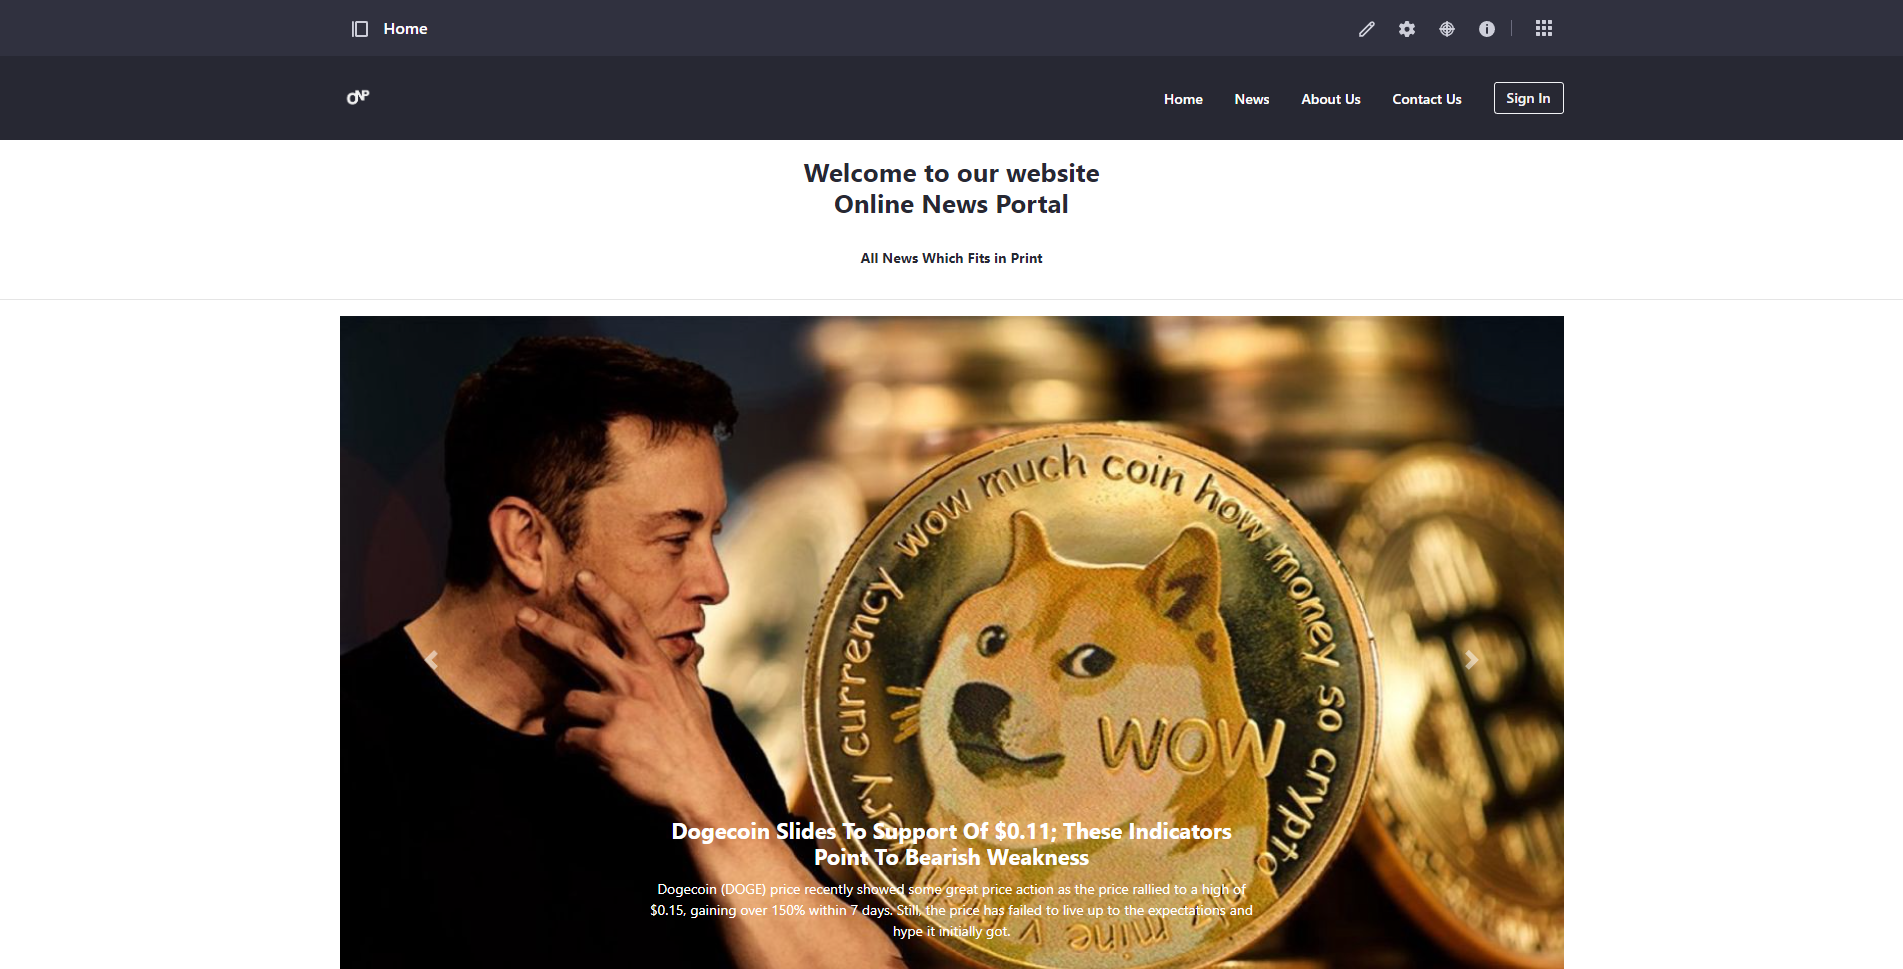 Home
ONP
Home News About Us Contact Us Sign In
Welcome to our website
Online News Portal
All News Which Fits in Print
currency wow much coin how money so crypto
WOW
mine v
Dogecoin Slides To Support Of $0.11; These Indicators
Point To Bearish Weakness
Dogecoin (DOGE) price recently showed some great price action as the price rallied to a high of
$0.15, gaining over 150% within 7 days. Still, the price has failed to live up to the expectations and
hype it initially got.